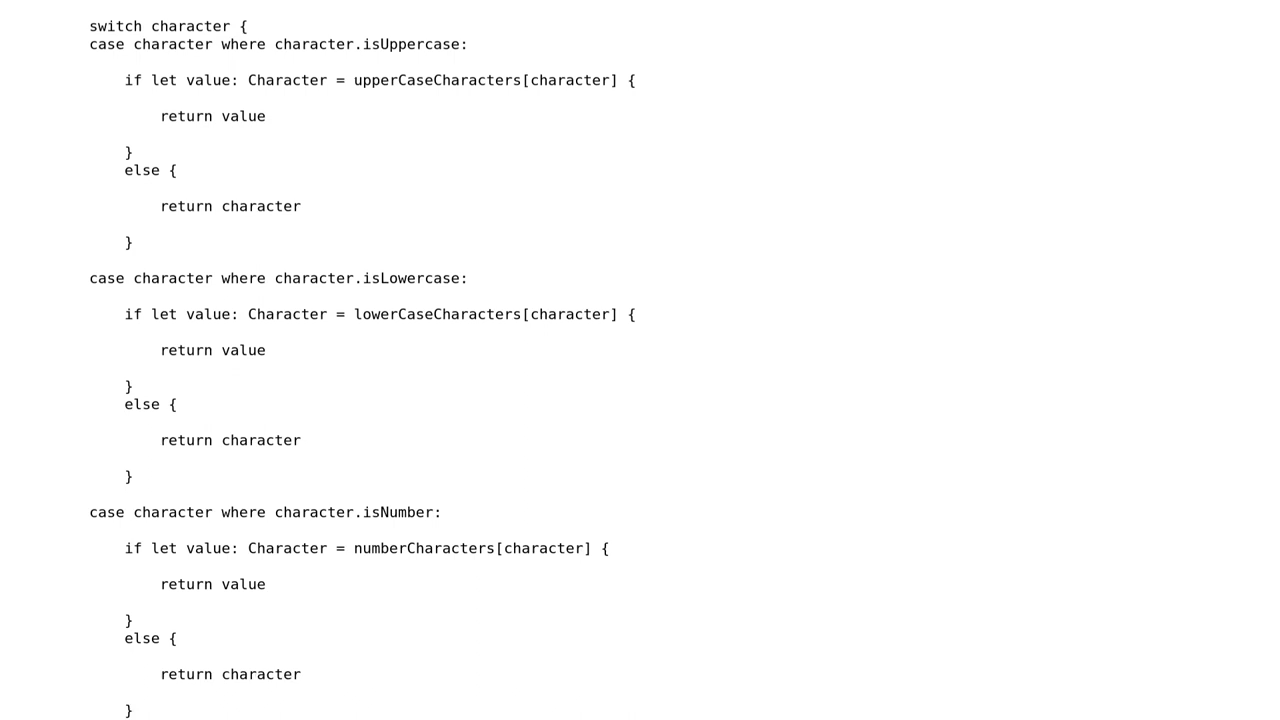 switch character {
case character where character.isUppercase:
if let value: Character = upperCaseCharacters[character] {
return value
}
else {
return character
}
case character where character.isLowercase:
if let value: Character = lowerCaseCharacters[character] {
return value
}
else {
return character
}
case character where character.isNumber:
if let value: Character = numberCharacters[character] {
return value
}
else {
return character
}